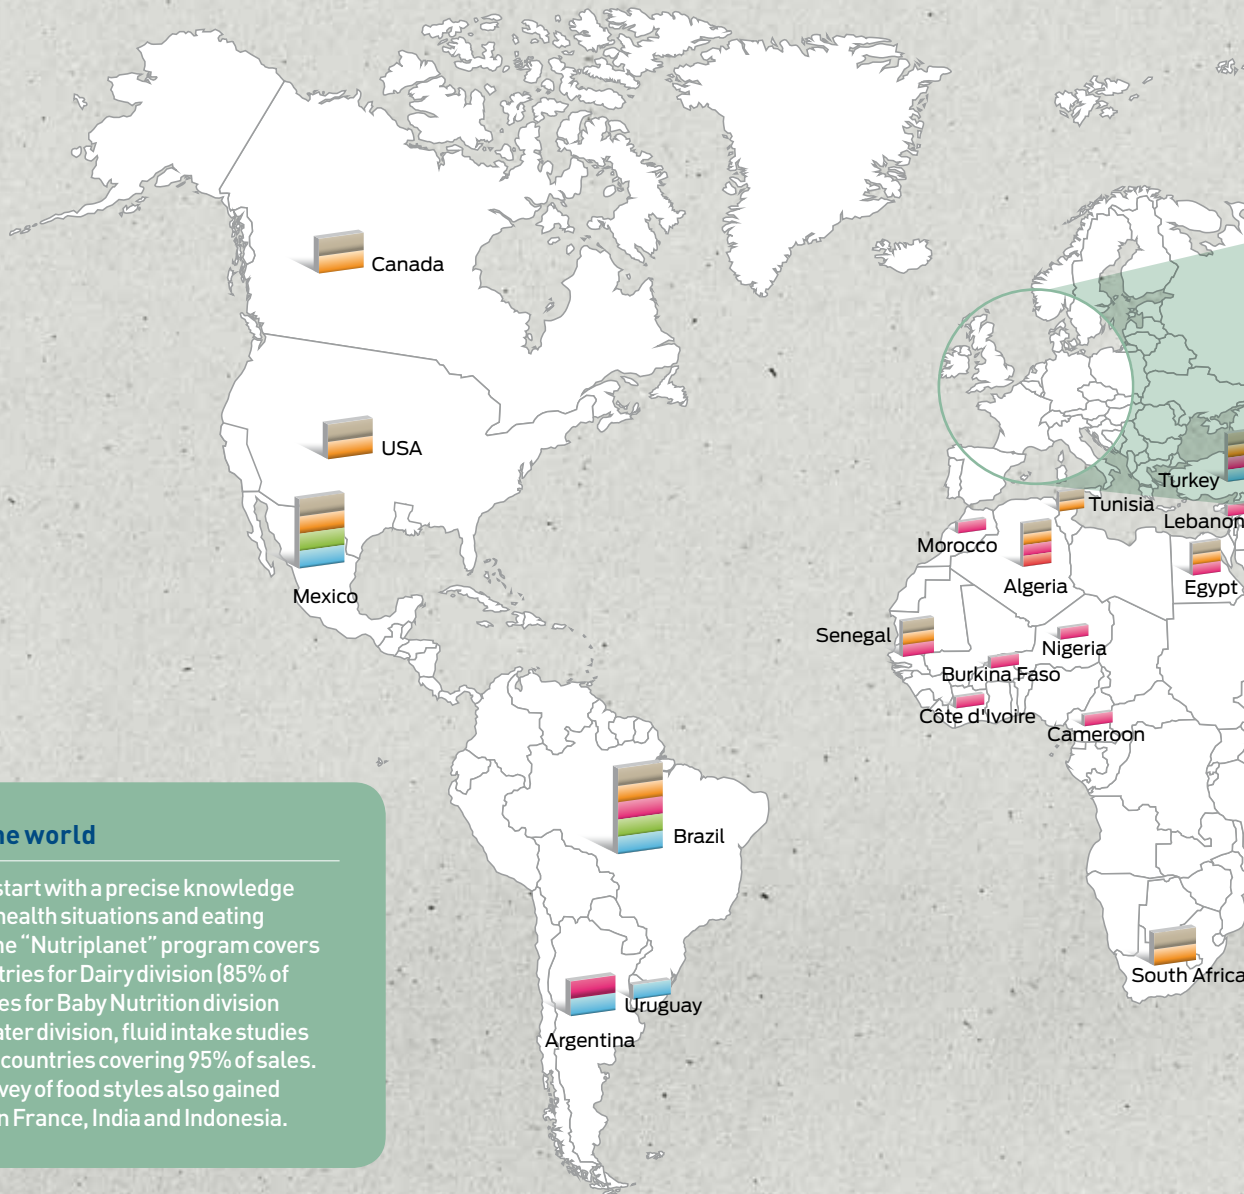 Canada
USA
Mexico
Turkey
Tunisia
Lebanon
Morocco
Algeria
Egypt
Senegal
Nigeria
Burkina Faso
Côte d'Ivoire
Cameroon
Brazil
South Africa
Uruguay
Argentina
he world
start with a precise knowledge
health situations and eating
he “Nutriplanet” program covers
tries for Dairy division (85% of
es for Baby Nutrition division
ater division, fluid intake studies
countries covering 95% of sales.
vey of food styles also gained
n France, India and Indonesia.